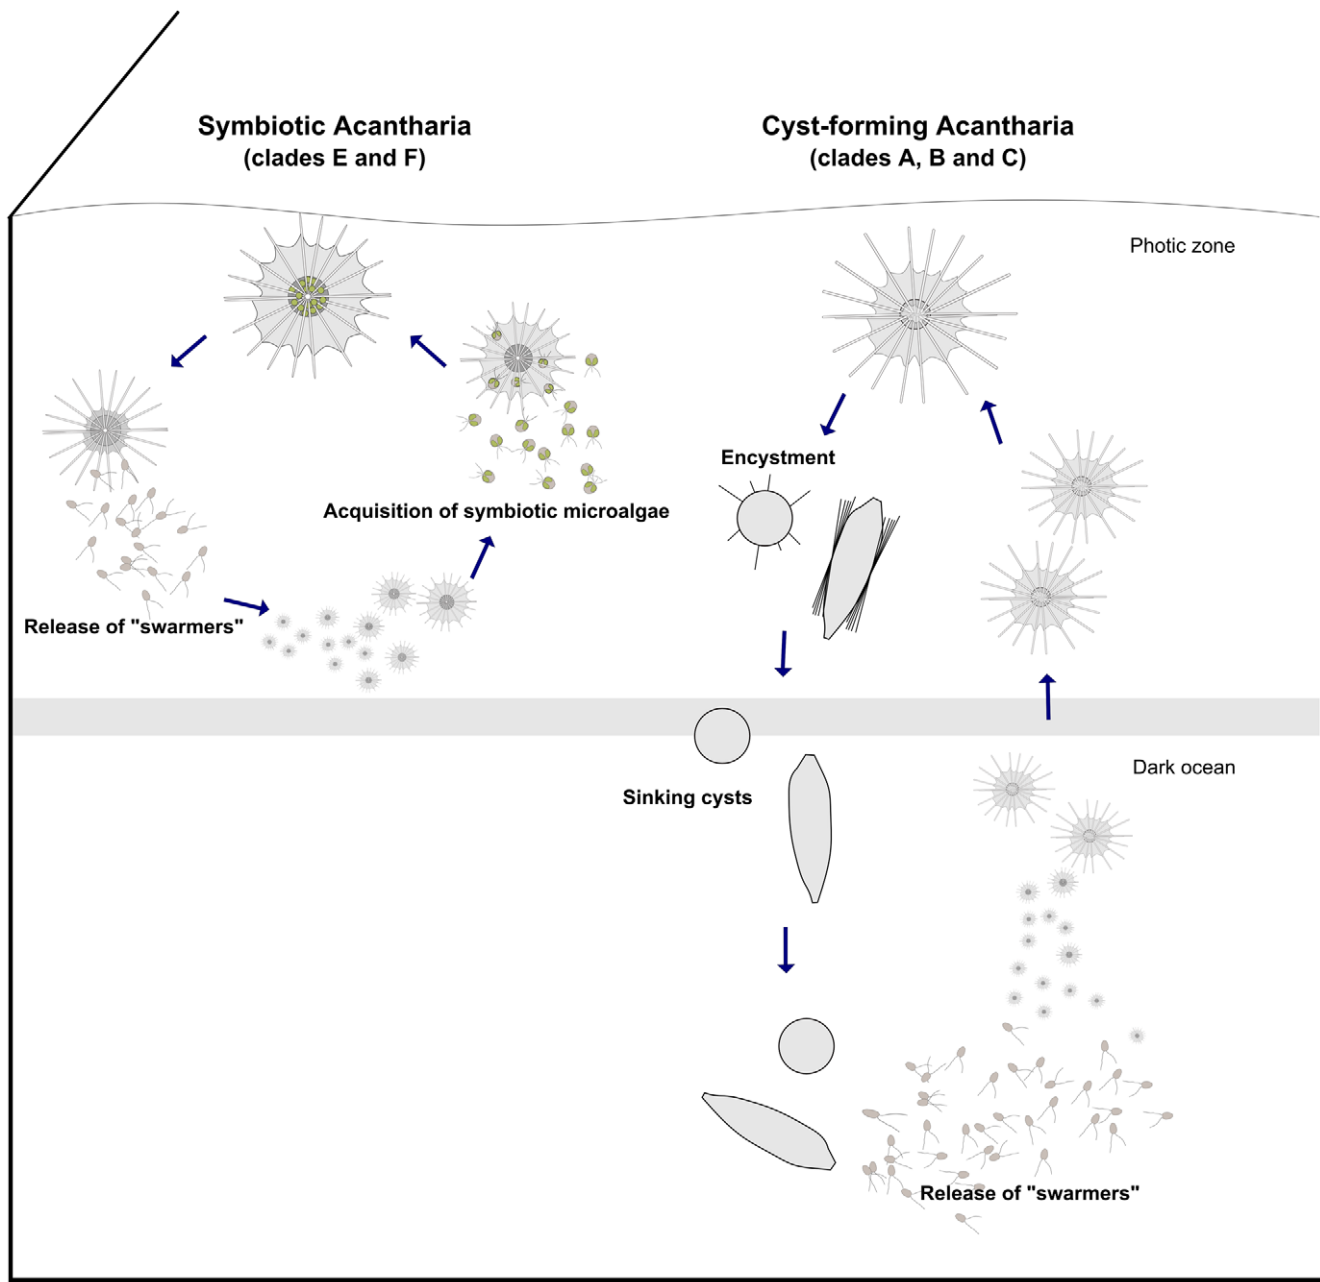 Symbiotic Acantharia
(clades E and F)
Cyst-forming Acantharia
(clades A, B and C)
Photic zone
Encystment
Acquisition of symbiotic microalgae
Release of "swarmers"
Dark ocean
Sinking cysts
Release of "swarmers"